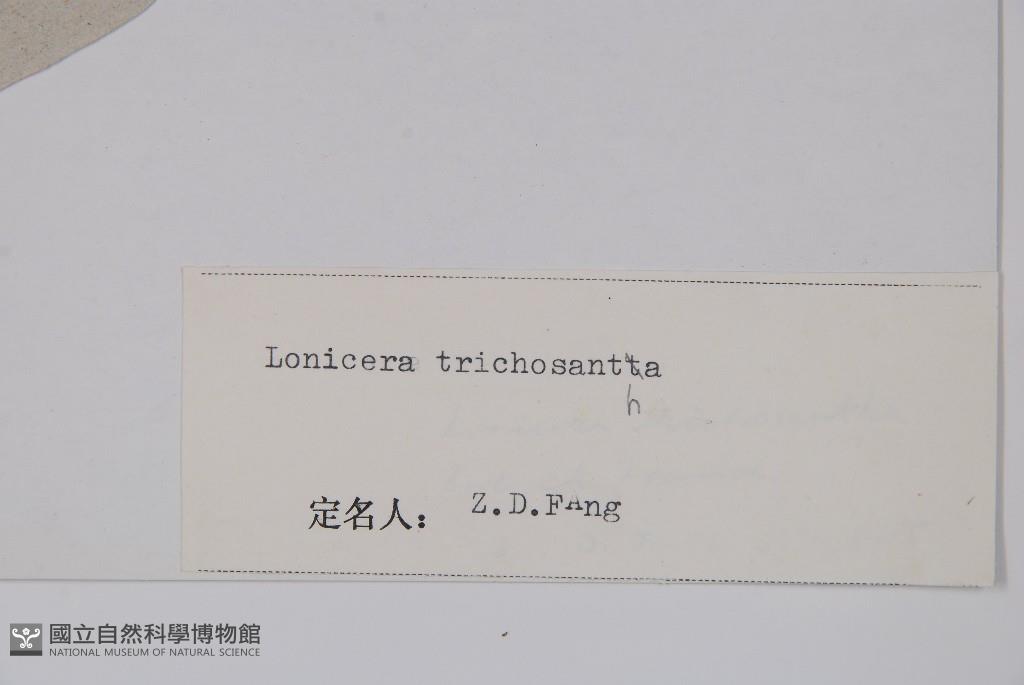 Lonicera trichosantta
h
定名人: Z.D.FAng
國立自然科學博物館
NATIONAL MUSEUM OF NATURAL SCIENCE